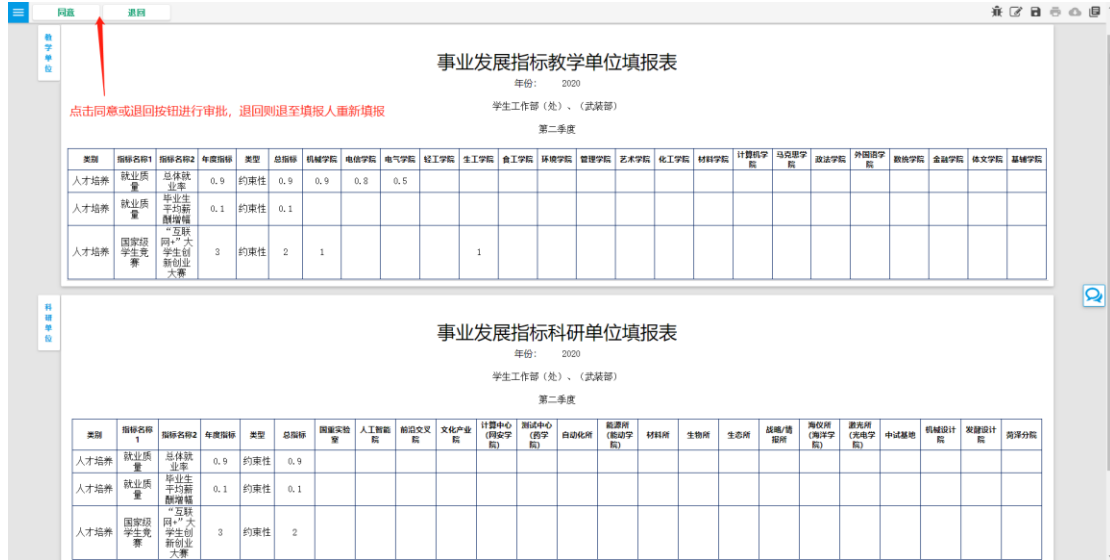 同意 退回
教学单位
事业发展指标教学单位填报表
年份： 2020
学生工作部（处）、（武装部）
第二季度
点击同意或退回按钮进行审批，退回则退至填报人重新填报
类别 指标名称1 指标名称2 年度指标 类型 总指标 机械学院 电信学院 电气学院 轻工学院 生工学院 食工学院 环境学院 管理学院 艺术学院 化工学院 材料学院 计算机学院 马克思学院 政法学院 外国语学院 数统学院 金融学院 体文学院 基辅学院
人才培养 就业质量 总体就业率 0.9 约束性 0.9 0.9 0.8 0.5
人才培养 就业质量 毕业生平均薪酬增幅 0.1 约束性 0.1
人才培养 国家级学生竞赛 “互联网+”大学生创新创业大赛 3 约束性 2 1 1
科研单位
事业发展指标科研单位填报表
年份： 2020
学生工作部（处）、（武装部）
第二季度
类别 指标名称1 指标名称2 年度指标 类型 总指标 国重实验室 人工智能院 前沿交叉院 文化产业院 计算中心(网安学院) 测试中心(药学院) 自动化所 能源所(能动学院) 材料所 生物所 生态所 战略/情报所 海仪所(海洋学院) 激光所(光电学院) 中试基地 机械设计院 发酵设计院 菏泽分院
人才培养 就业质量 总体就业率 0.9 约束性 0.9
人才培养 就业质量 毕业生平均薪酬增幅 0.1 约束性 0.1
人才培养 国家级学生竞赛 “互联网+”大学生创新创业大赛 3 约束性 2